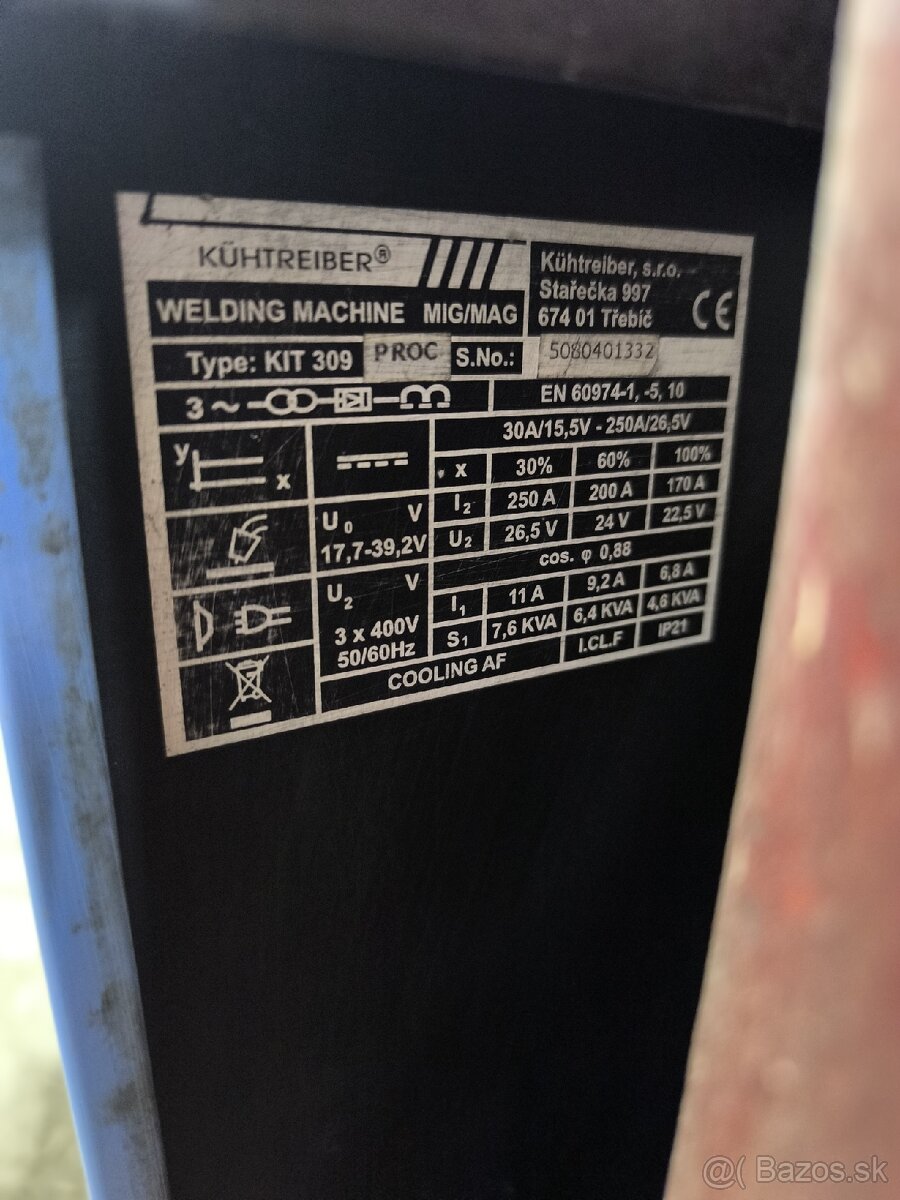 KÜHTREIBER®
Kühtreiber, s.r.o.
Stařečka 997
674 01 Třebíč
CE
WELDING MACHINE MIG/MAG
Type: KIT 309 PROC S.No.: 5080401332
3 ~
EN 60974-1, -5, 10
30A/15,5V - 250A/26,5V
y
x
x 30% 60% 100%
I2 250 A 200 A 170 A
U0 V
17,7-39,2V
U2 26,5 V 24 V 22,5 V
cos. φ 0,88
U2 V
3 x 400V
50/60Hz
I1 11 A 9,2 A 6,8 A
S1 7,6 KVA 6,4 KVA 4,6 KVA
COOLING AF I.CL.F IP21
@( Bazos.sk